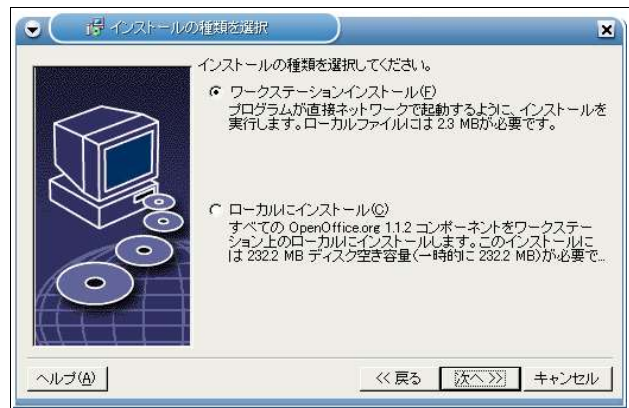 インストールの種類を選択
インストールの種類を選択してください。
ワークステーションインストール(F)
プログラムが直接ネットワークで起動するように、インストールを
実行します。ローカルファイルには 2.3 MBが必要です。
ローカルにインストール(C)
すべての OpenOffice.org 1.1.2 コンポーネントをワークステー
ション上のローカルにインストールします。このインストールに
は 232.2 MB ディスク空き容量(一時的に 232.2 MB)が必要で...
ヘルプ(A)
<< 戻る
次へ >>
キャンセル